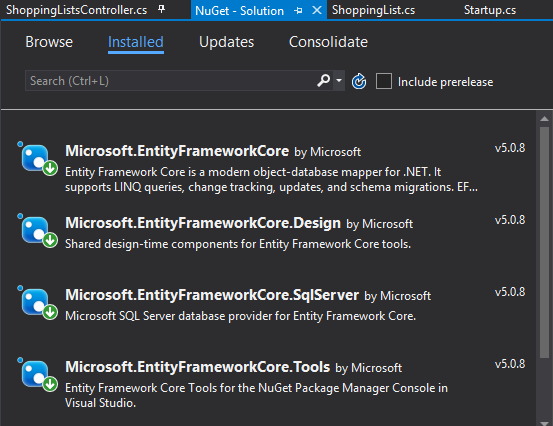 ShoppingListsController.cs NuGet - Solution ShoppingList.cs Startup.cs
Browse Installed Updates Consolidate
Search (Ctrl+L) Include prerelease
Microsoft.EntityFrameworkCore by Microsoft v5.0.8
Entity Framework Core is a modern object-database mapper for .NET. It
supports LINQ queries, change tracking, updates, and schema migrations. EF...
Microsoft.EntityFrameworkCore.Design by Microsoft v5.0.8
Shared design-time components for Entity Framework Core tools.
Microsoft.EntityFrameworkCore.SqlServer by Microsoft v5.0.8
Microsoft SQL Server database provider for Entity Framework Core.
Microsoft.EntityFrameworkCore.Tools by Microsoft v5.0.8
Entity Framework Core Tools for the NuGet Package Manager Console in
Visual Studio.